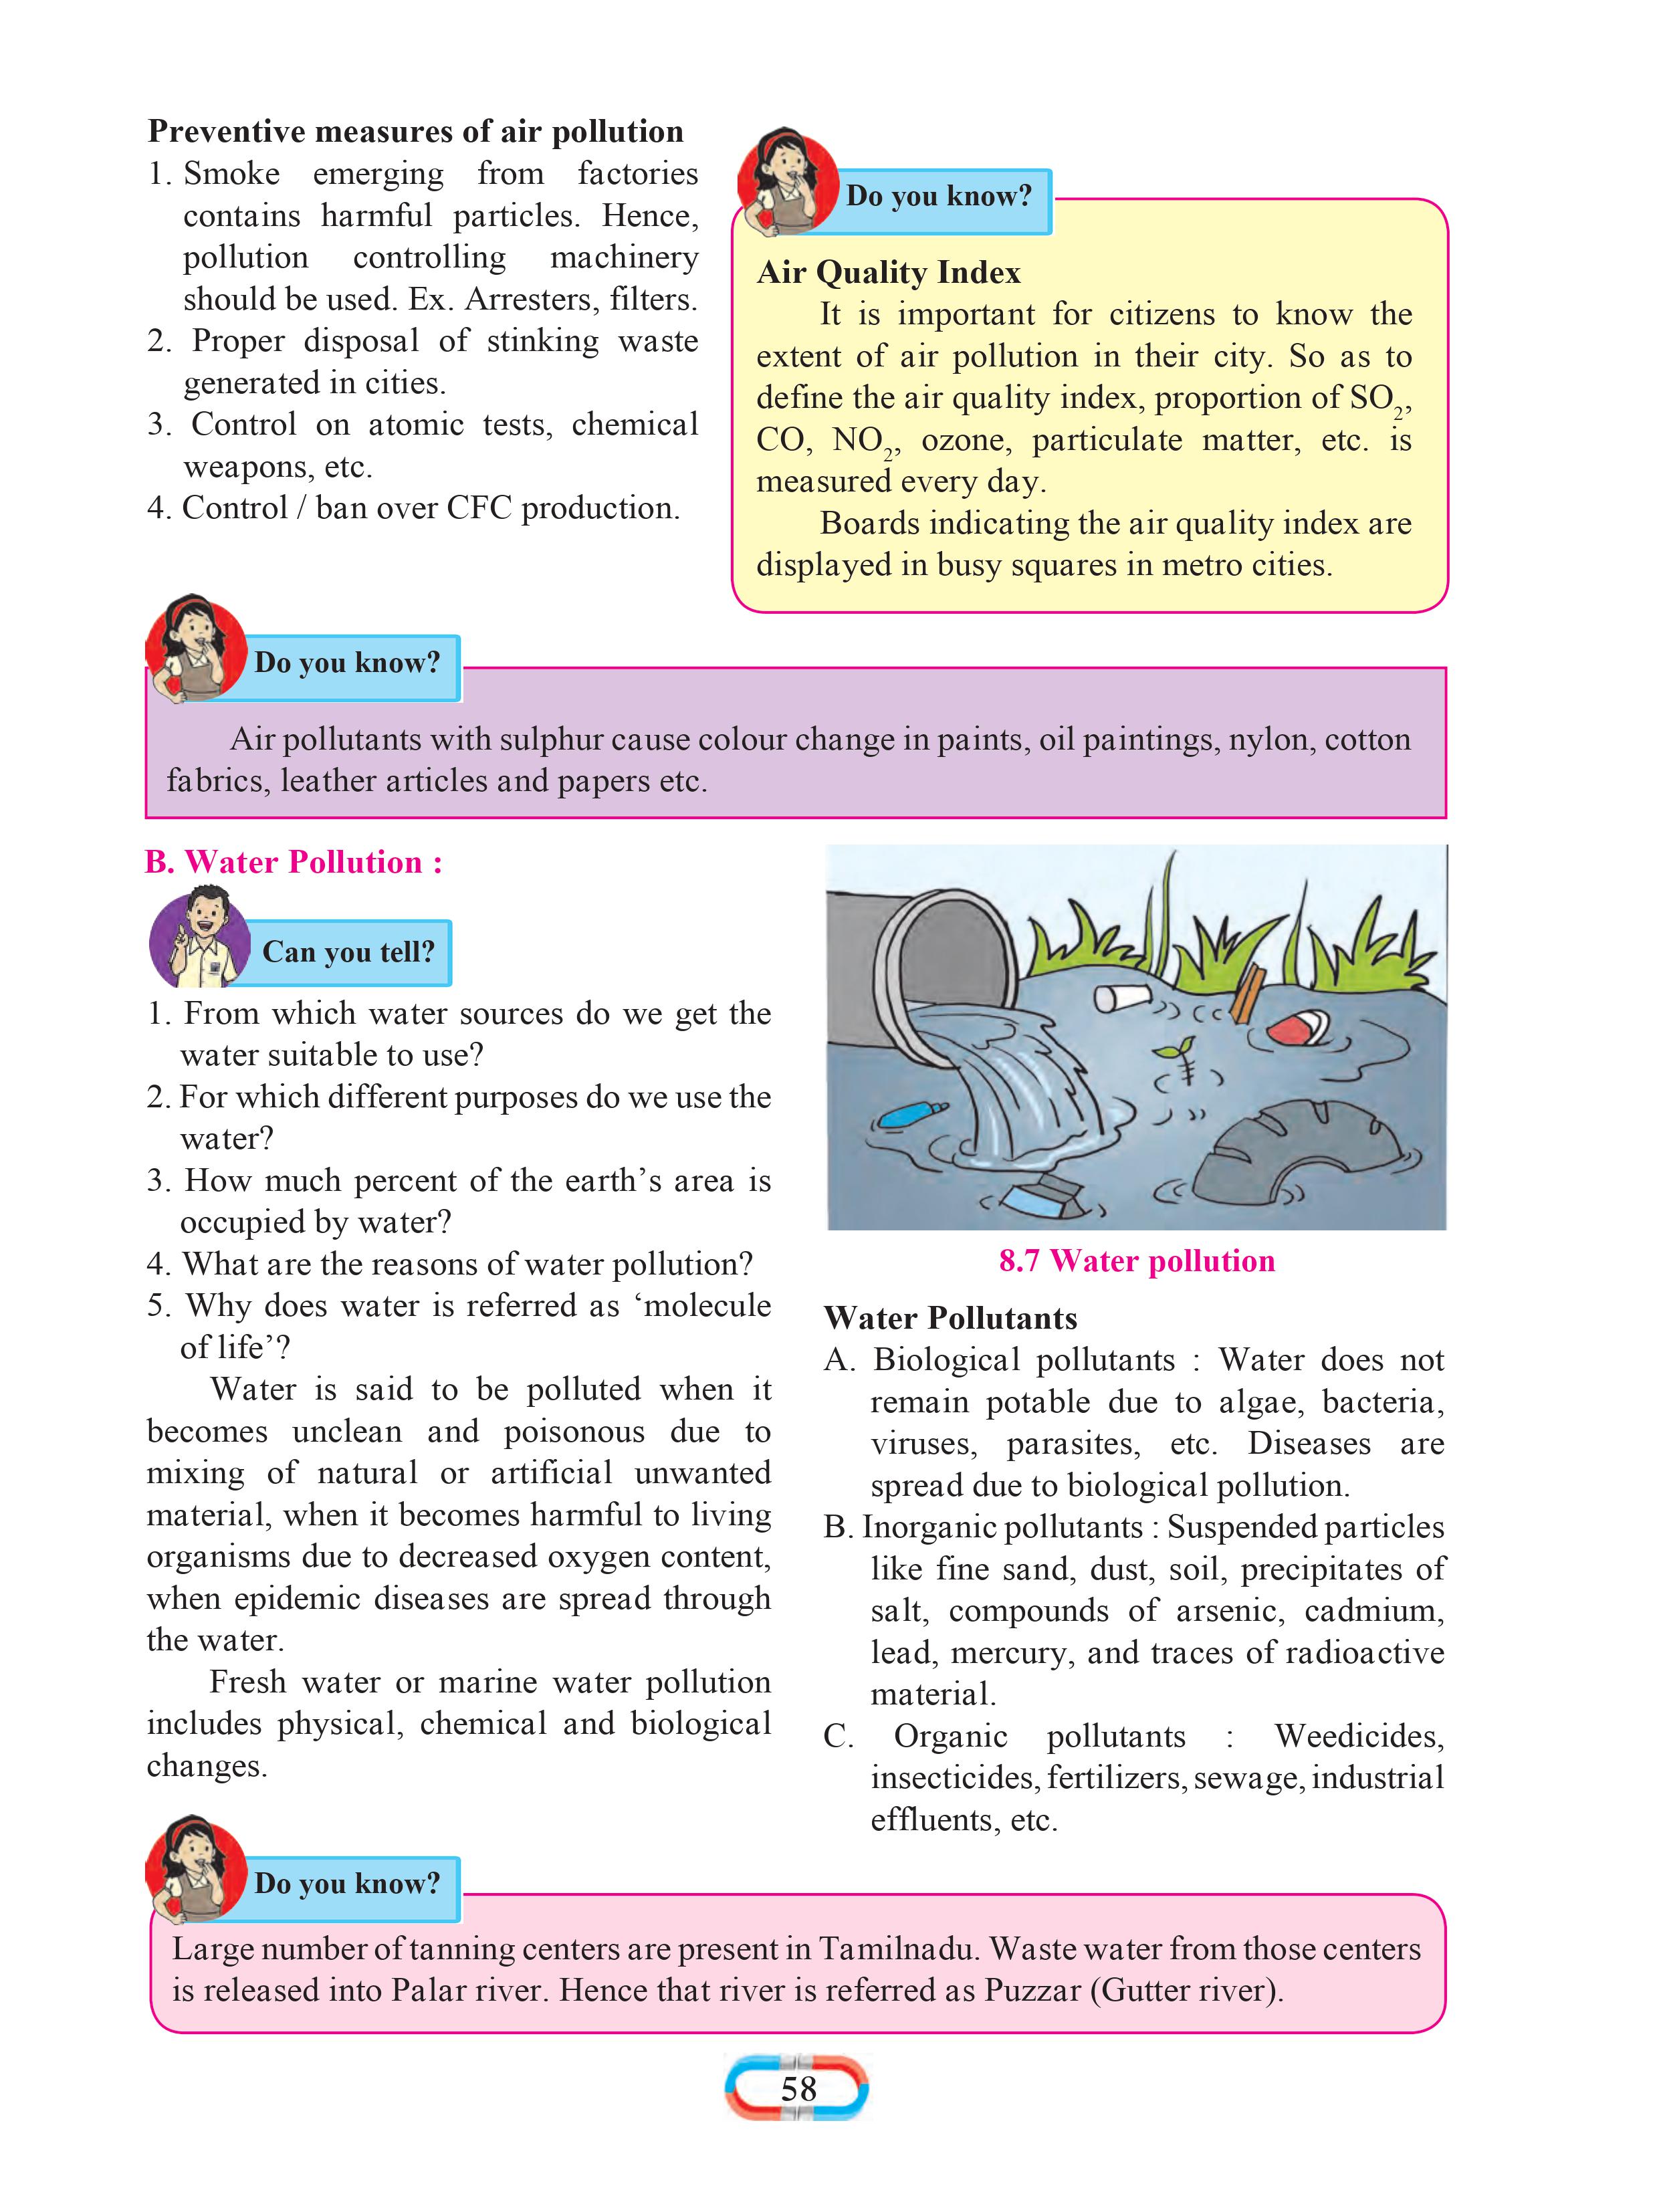 Preventive measures of air pollution
1. Smoke emerging from factories
contains harmful particles. Hence,
pollution controlling machinery
should be used. Ex. Arresters, filters.
2. Proper disposal of stinking waste
generated in cities.
3. Control on atomic tests, chemical
weapons, etc.
4. Control / ban over CFC production.
Do you know?
Air Quality Index
It is important for citizens to know the
extent of air pollution in their city. So as to
define the air quality index, proportion of SO₂,
CO, NO₂, ozone, particulate matter, etc. is
measured every day.
Boards indicating the air quality index are
displayed in busy squares in metro cities.
Do you know?
Air pollutants with sulphur cause colour change in paints, oil paintings, nylon, cotton
fabrics, leather articles and papers etc.
B. Water Pollution :
Can you tell?
1. From which water sources do we get the
water suitable to use?
2. For which different purposes do we use the
water?
3. How much percent of the earth’s area is
occupied by water?
4. What are the reasons of water pollution?
5. Why does water is referred as ‘molecule
of life’?
Water is said to be polluted when it
becomes unclean and poisonous due to
mixing of natural or artificial unwanted
material, when it becomes harmful to living
organisms due to decreased oxygen content,
when epidemic diseases are spread through
the water.
Fresh water or marine water pollution
includes physical, chemical and biological
changes.
8.7 Water pollution
Water Pollutants
A. Biological pollutants : Water does not
remain potable due to algae, bacteria,
viruses, parasites, etc. Diseases are
spread due to biological pollution.
B. Inorganic pollutants : Suspended particles
like fine sand, dust, soil, precipitates of
salt, compounds of arsenic, cadmium,
lead, mercury, and traces of radioactive
material.
C. Organic pollutants : Weedicides,
insecticides, fertilizers, sewage, industrial
effluents, etc.
Do you know?
Large number of tanning centers are present in Tamilnadu. Waste water from those centers
is released into Palar river. Hence that river is referred as Puzzar (Gutter river).
58